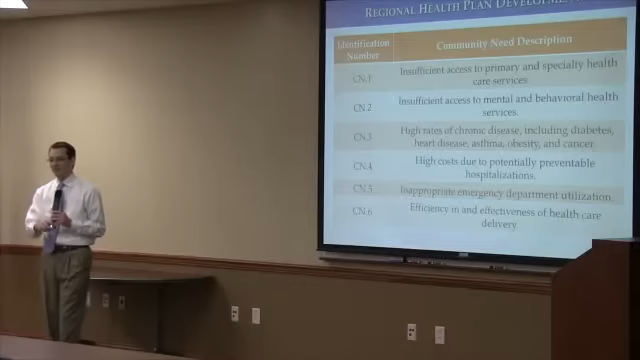 REGIONAL HEALTH PLAN DEVELOPMEN
Identification
Number
Community Need Description
CN.1
Insufficient access to primary and specialty health
care services
CN.2
Insufficient access to mental and behavioral health
services.
CN.3
High rates of chronic disease, including diabetes,
heart disease, asthma, obesity, and cancer.
CN.4
High costs due to potentially preventable
hospitalizations.
CN.5
Inappropriate emergency department utilization.
CN.6
Efficiency in and effectiveness of health care
delivery